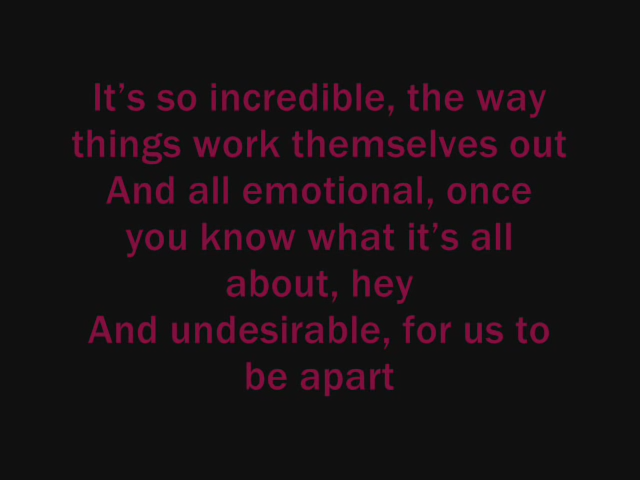 It's so incredible, the way
things work themselves out
And all emotional, once
you know what it's all
about, hey
And undesirable, for us to
be apart